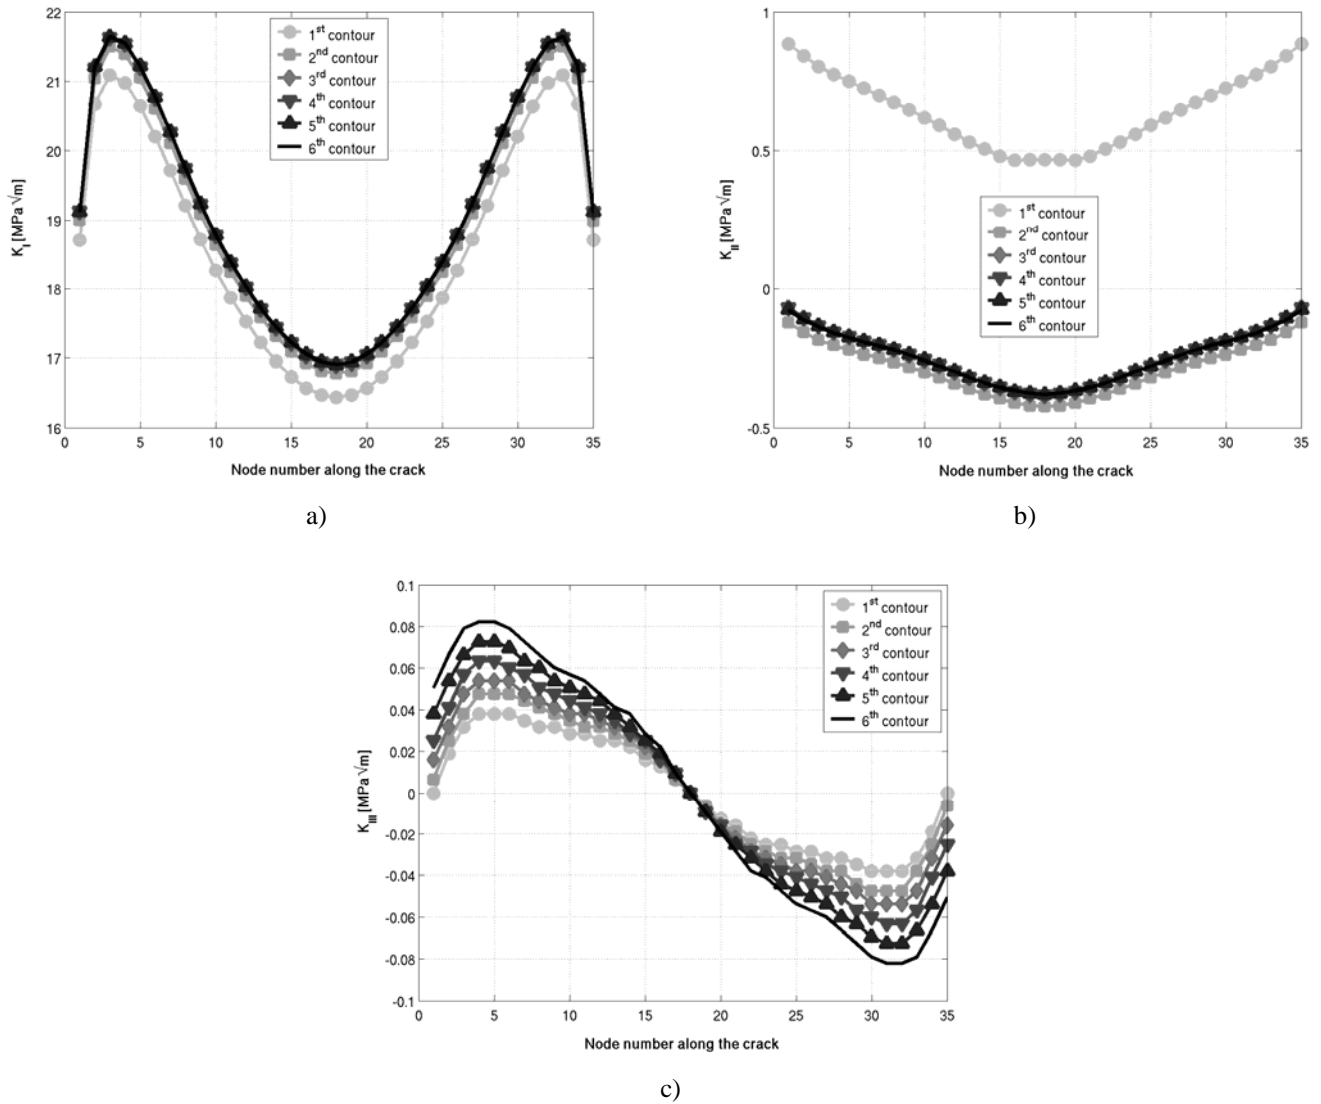 22
21
20
19
18
17
16
0 5 10 15 20 25 30 35
K_I [MPa √m]
Node number along the crack
1st contour
2nd contour
3rd contour
4th contour
5th contour
6th contour
a)
1
0.5
0
-0.5
0 5 10 15 20 25 30 35
K_II [MPa √m]
Node number along the crack
1st contour
2nd contour
3rd contour
4th contour
5th contour
6th contour
b)
0.1
0.08
0.06
0.04
0.02
0
-0.02
-0.04
-0.06
-0.08
-0.1
0 5 10 15 20 25 30 35
K_III [MPa √m]
Node number along the crack
1st contour
2nd contour
3rd contour
4th contour
5th contour
6th contour
c)